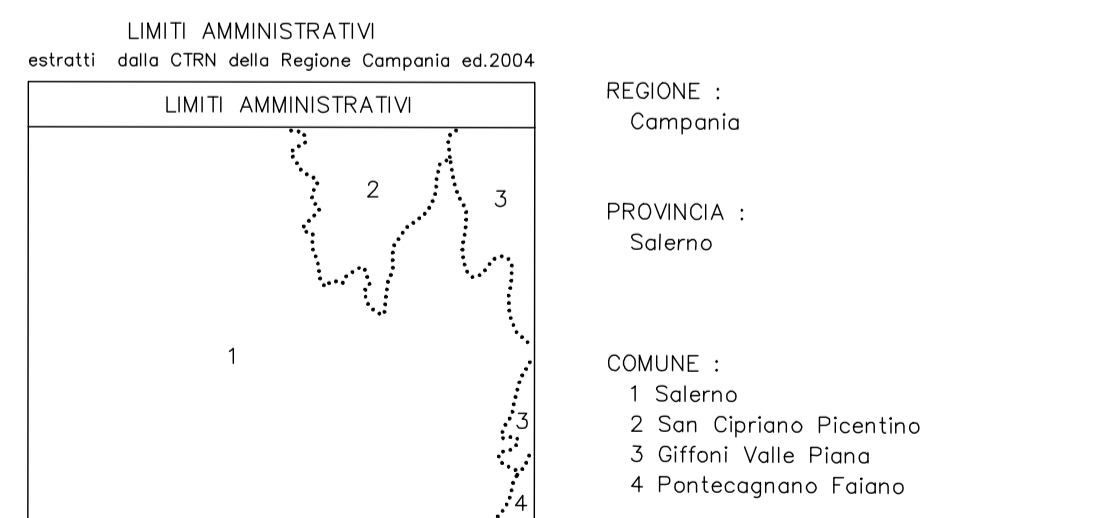 LIMITI AMMINISTRATIVI
estratti dalla CTRN della Regione Campania ed.2004
LIMITI AMMINISTRATIVI
2
3
1
3
4
REGIONE :
Campania
PROVINCIA :
Salerno
COMUNE :
1 Salerno
2 San Cipriano Picentino
3 Giffoni Valle Piana
4 Pontecagnano Faiano